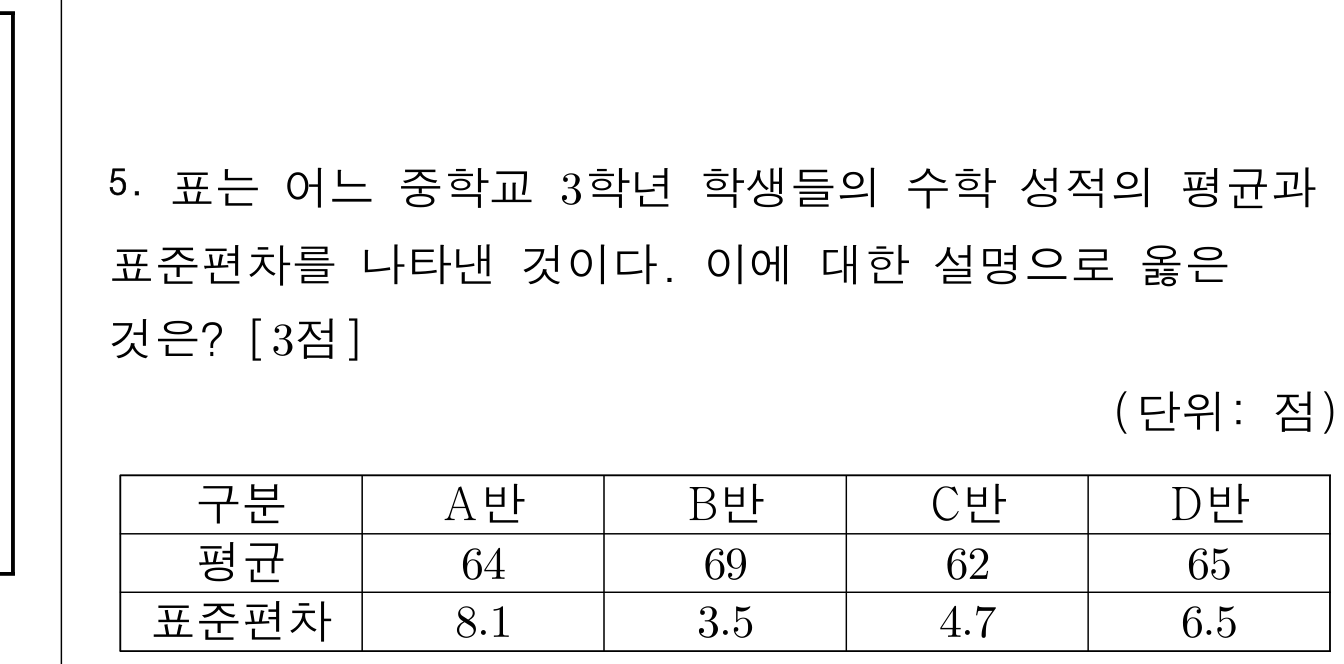 5. 표는 어느 중학교 3학년 학생들의 수학 성적의 평균과
표준편차를 나타낸 것이다. 이에 대한 설명으로 옳은
것은? [3점]
(단위: 점)
구분 A반 B반 C반 D반
평균 64 69 62 65
표준편차 8.1 3.5 4.7 6.5